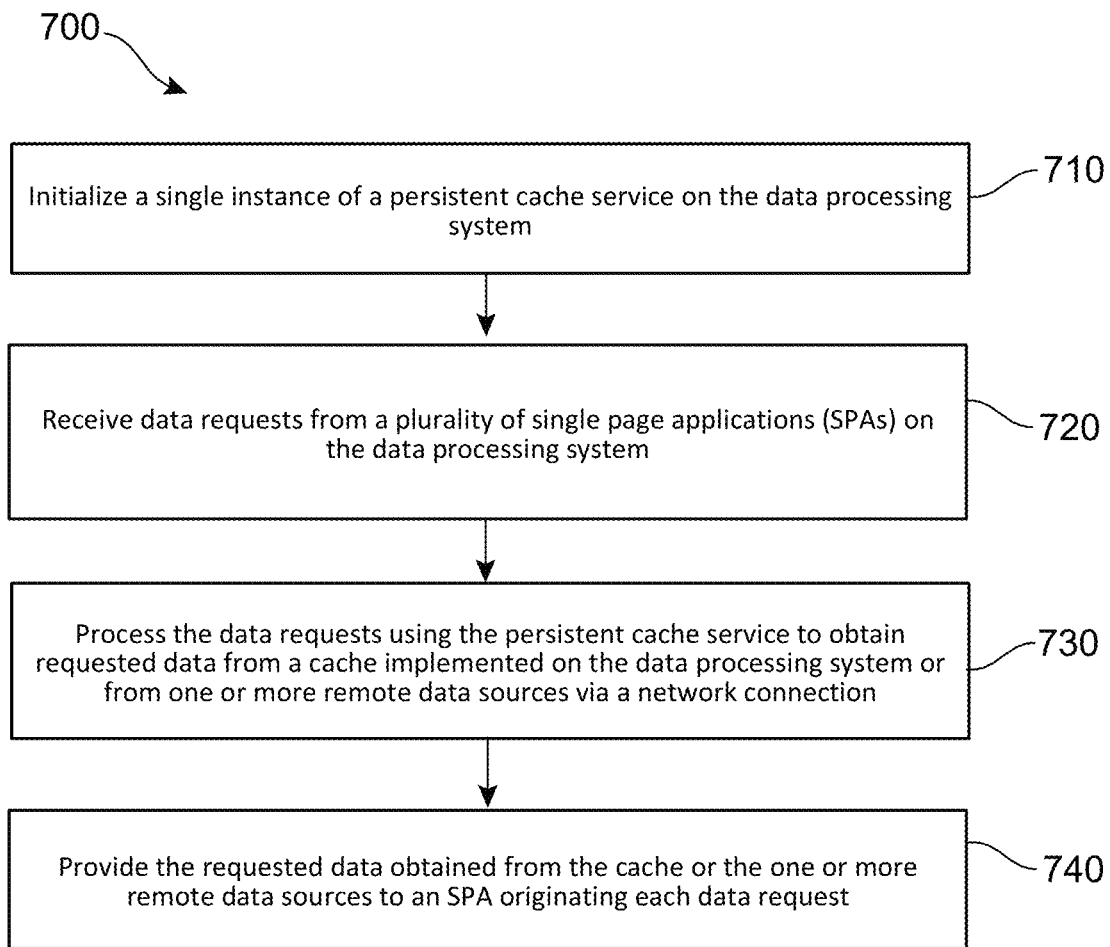 700
Initialize a single instance of a persistent cache service on the data processing
system
710
Receive data requests from a plurality of single page applications (SPAs) on
the data processing system
720
Process the data requests using the persistent cache service to obtain
requested data from a cache implemented on the data processing system or
from one or more remote data sources via a network connection
730
Provide the requested data obtained from the cache or the one or more
remote data sources to an SPA originating each data request
740